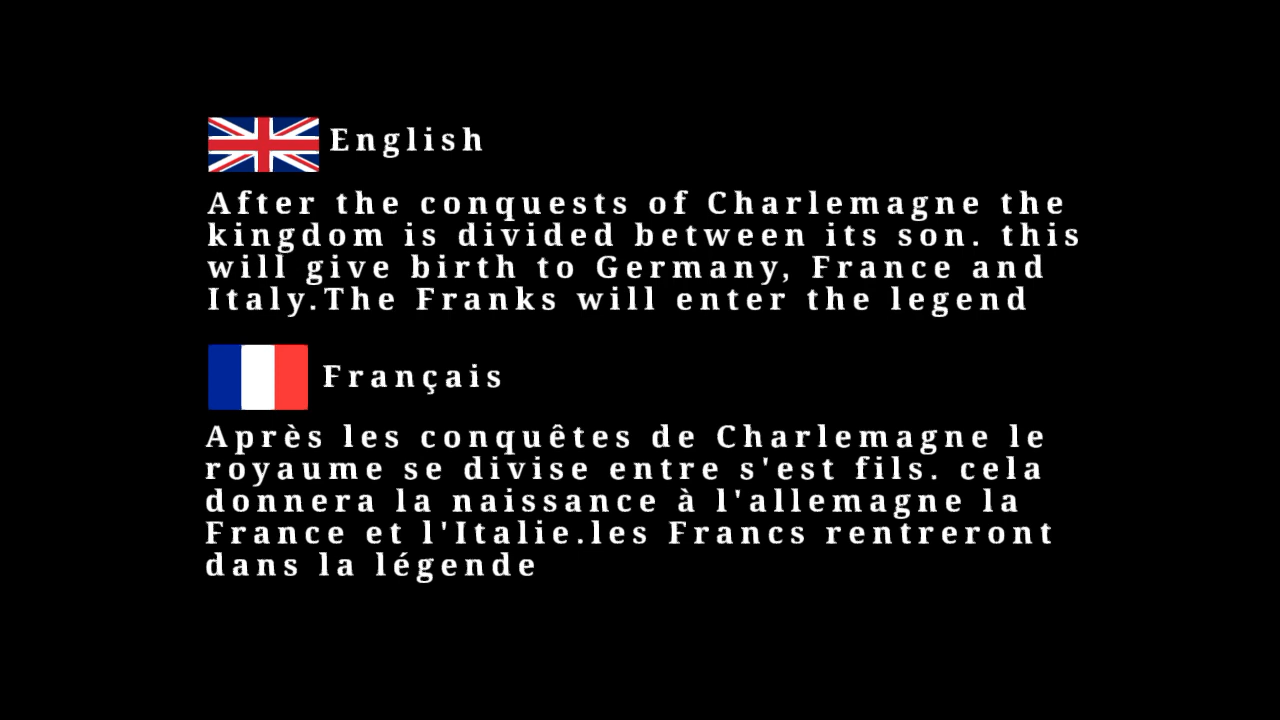 English
After the conquests of Charlemagne the
kingdom is divided between its son. this
will give birth to Germany, France and
Italy.The Franks will enter the legend
Français
Après les conquêtes de Charlemagne le
royaume se divise entre s'est fils. cela
donnera la naissance à l'allemagne la
France et l'Italie.les Francs rentreront
dans la légende